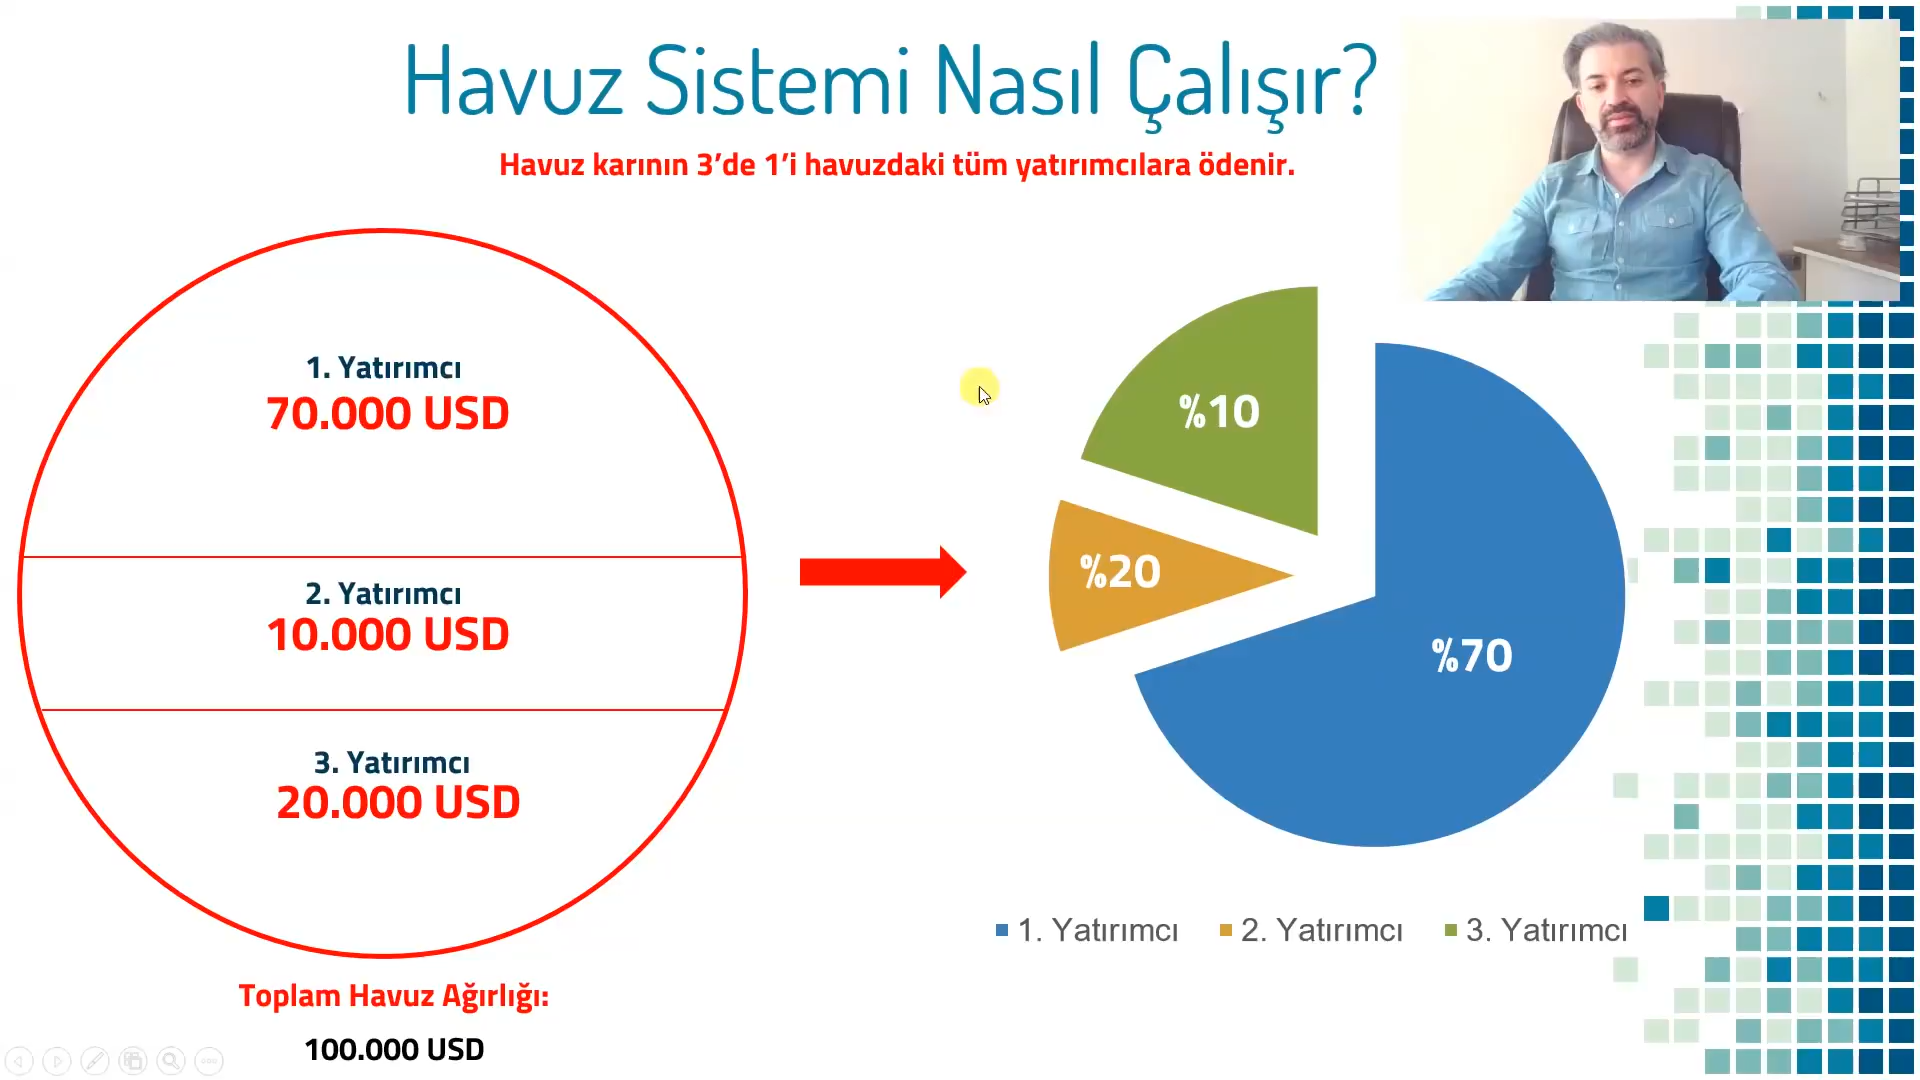 Havuz Sistemi Nasıl Çalışır?
Havuz karının 3’de 1’i havuzdaki tüm yatırımcılara ödenir.
1. Yatırımcı
70.000 USD
2. Yatırımcı
10.000 USD
3. Yatırımcı
20.000 USD
Toplam Havuz Ağırlığı:
100.000 USD
%10
%20
%70
1. Yatırımcı
2. Yatırımcı
3. Yatırımcı